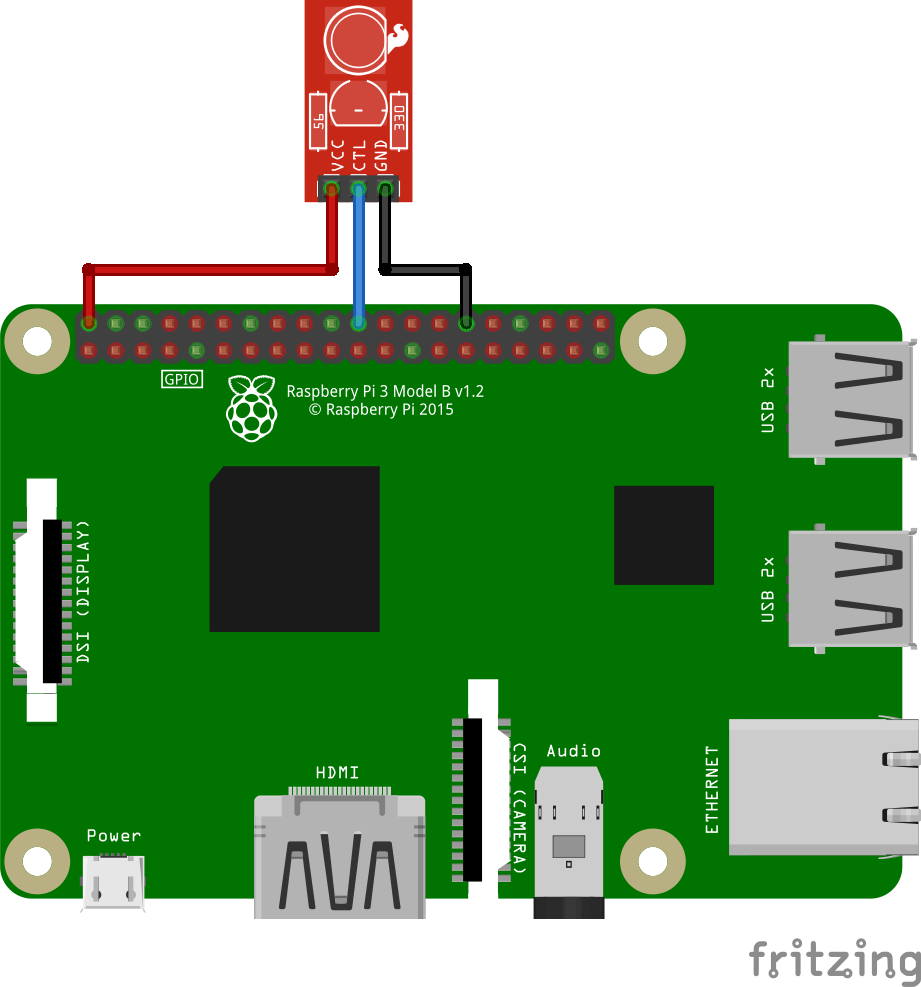 56
330
VCC
CTL
GND
GPIO
Raspberry Pi 3 Model B v1.2
© Raspberry Pi 2015
USB 2x
DSI (DISPLAY)
USB 2x
CSI (CAMERA)
Audio
ETHERNET
HDMI
Power
fritzing